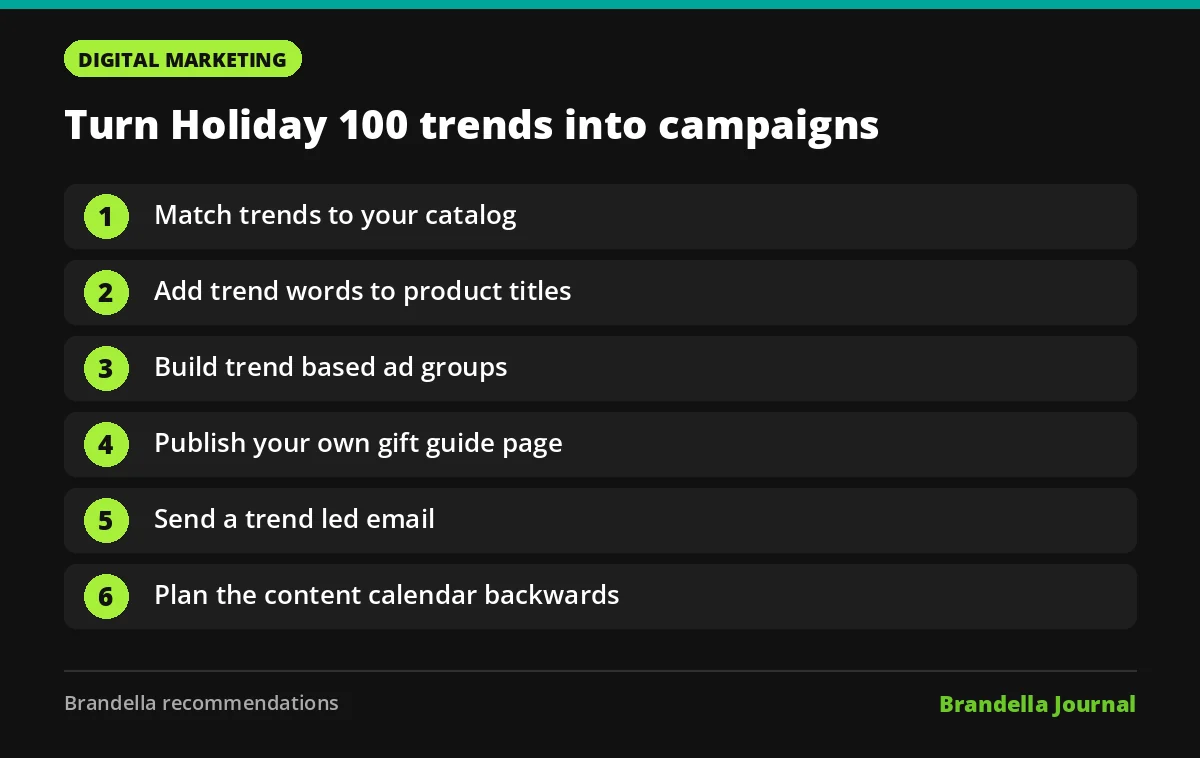 DIGITAL MARKETING
Turn Holiday 100 trends into campaigns
1 Match trends to your catalog
2 Add trend words to product titles
3 Build trend based ad groups
4 Publish your own gift guide page
5 Send a trend led email
6 Plan the content calendar backwards
Brandella recommendations
Brandella Journal